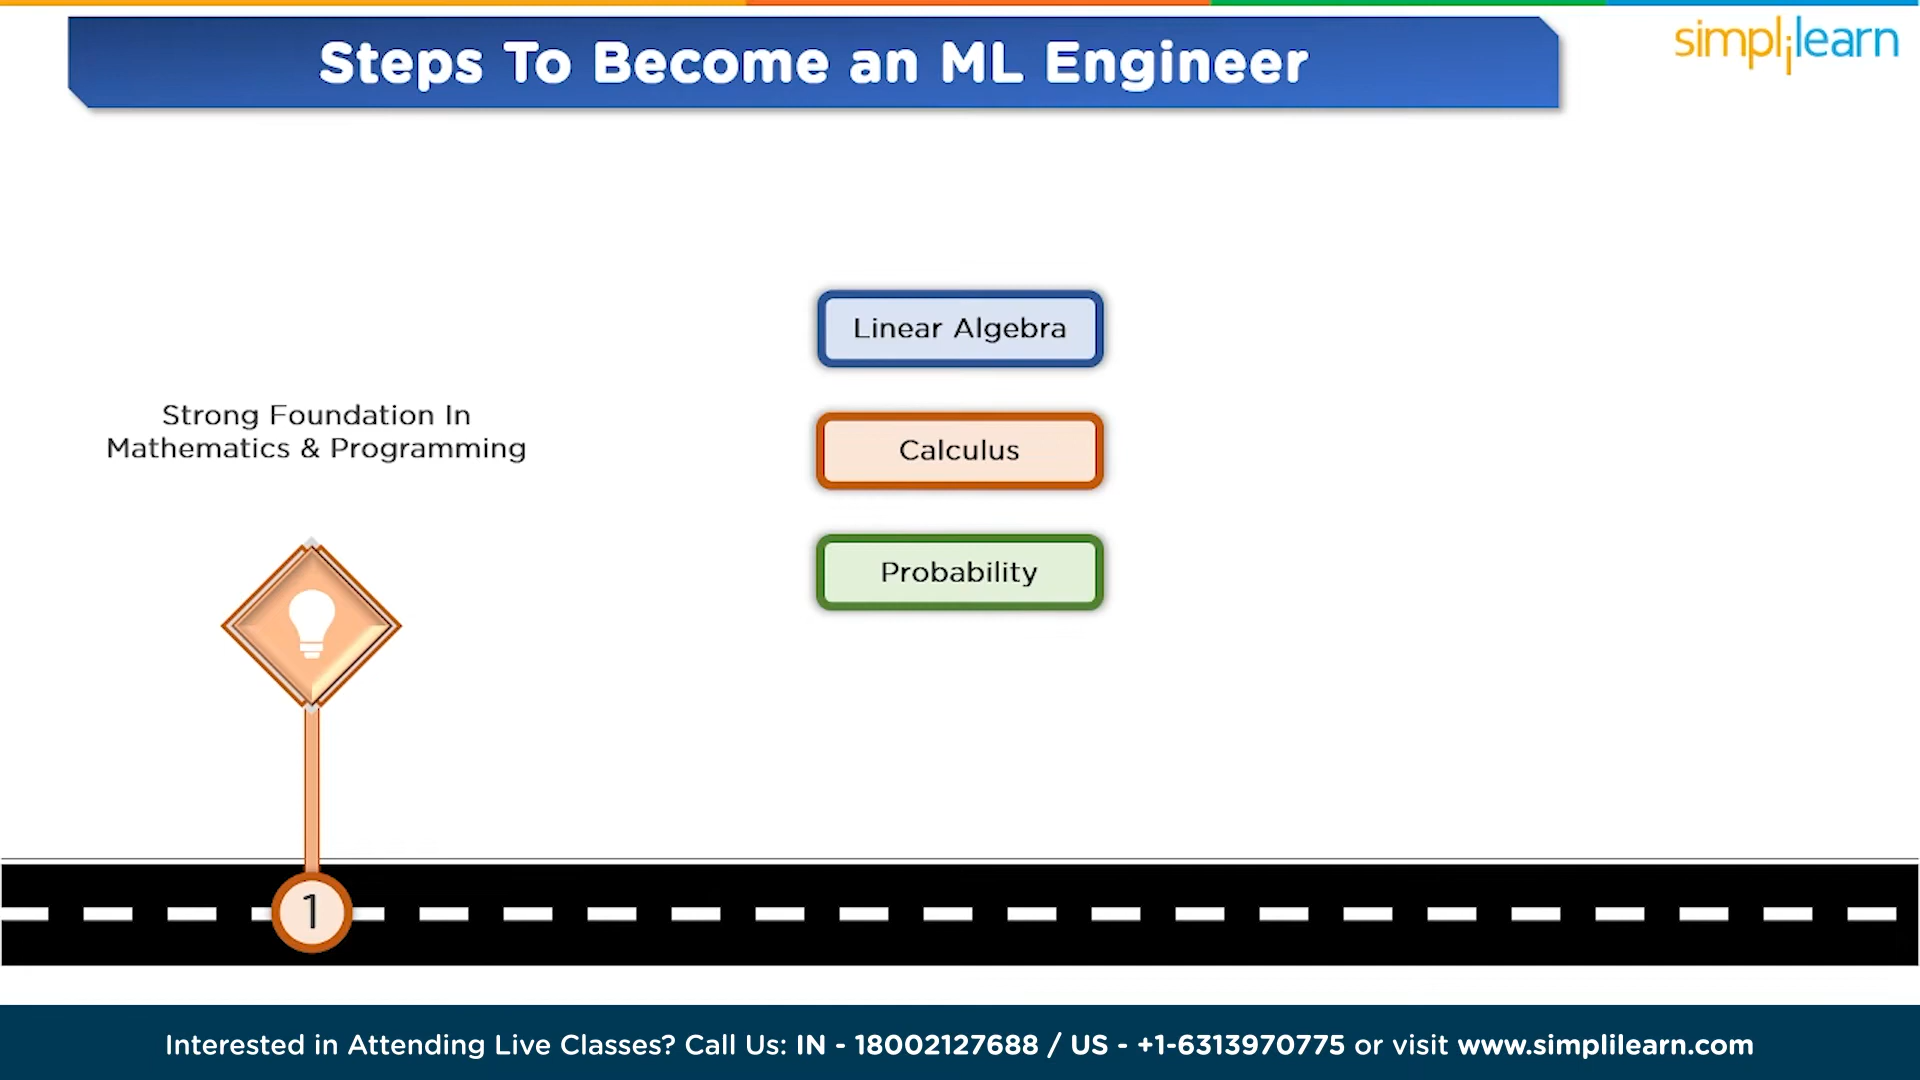 Steps To Become an ML Engineer
simplilearn
Linear Algebra
Strong Foundation In
Mathematics & Programming
Calculus
Probability
1
Interested in Attending Live Classes? Call Us: IN - 18002127688 / US - +1-6313970775 or visit www.simplilearn.com